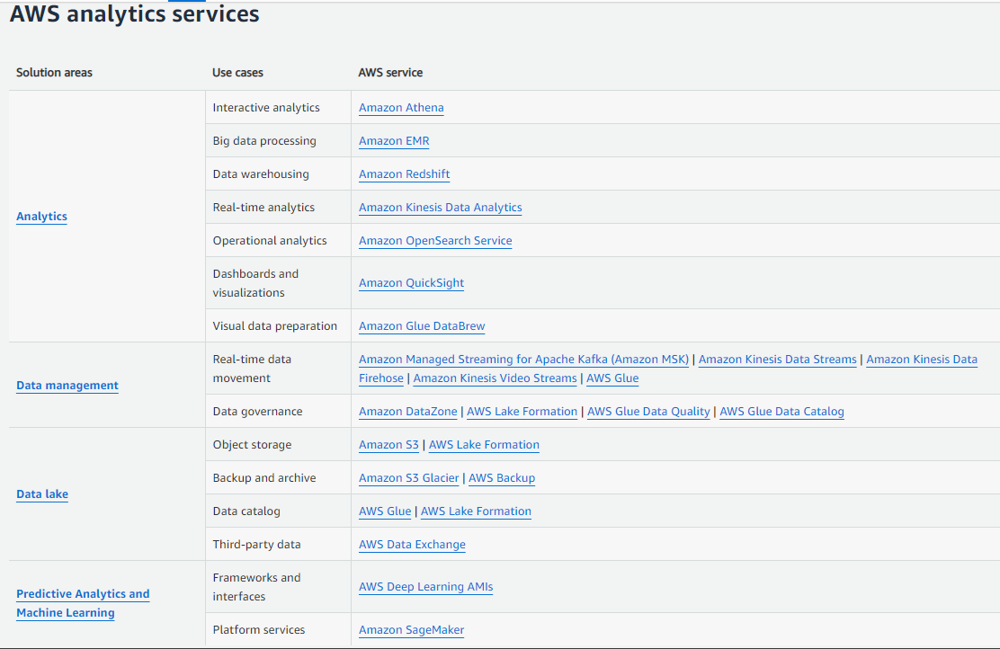 AWS analytics services
Solution areas
Use cases
AWS service
Analytics
Interactive analytics
Amazon Athena
Big data processing
Amazon EMR
Data warehousing
Amazon Redshift
Real-time analytics
Amazon Kinesis Data Analytics
Operational analytics
Amazon OpenSearch Service
Dashboards and
visualizations
Amazon QuickSight
Visual data preparation
Amazon Glue DataBrew
Data management
Real-time data
movement
Amazon Managed Streaming for Apache Kafka (Amazon MSK) | Amazon Kinesis Data Streams | Amazon Kinesis Data
Firehose | Amazon Kinesis Video Streams | AWS Glue
Data governance
Amazon DataZone | AWS Lake Formation | AWS Glue Data Quality | AWS Glue Data Catalog
Data lake
Object storage
Amazon S3 | AWS Lake Formation
Backup and archive
Amazon S3 Glacier | AWS Backup
Data catalog
AWS Glue | AWS Lake Formation
Third-party data
AWS Data Exchange
Predictive Analytics and
Machine Learning
Frameworks and
interfaces
AWS Deep Learning AMIs
Platform services
Amazon SageMaker